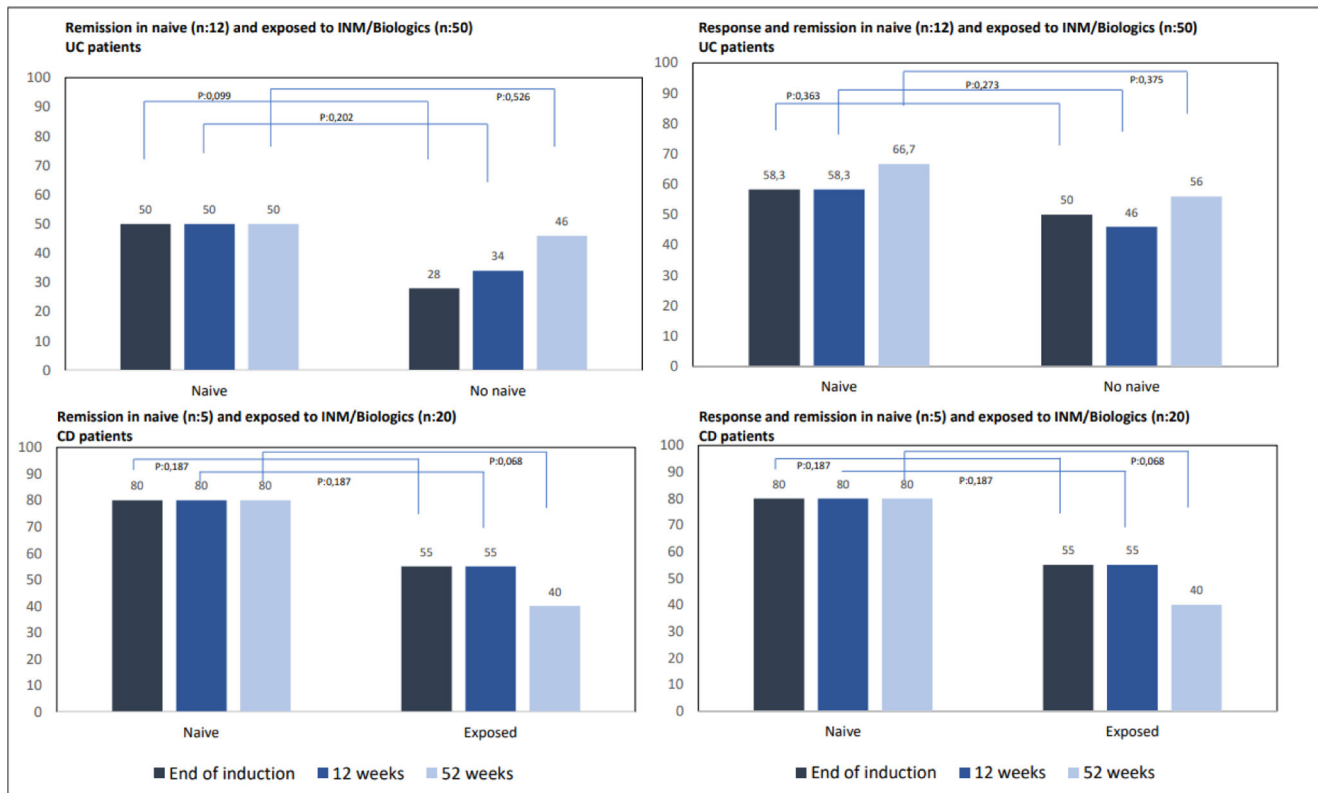 Remission in naive (n:12) and exposed to INM/Biologics (n:50)
UC patients
100
90
80
70
60
50
40
30
20
10
0
P:0,099
P:0,526
P:0,202
50
50
50
28
34
46
Naive
No naive
Response and remission in naive (n:12) and exposed to INM/Biologics (n:50)
UC patients
100
90
80
70
60
50
40
30
20
10
0
P:0,363
P:0,273
P:0,375
58,3
58,3
66,7
50
46
56
Naive
No naive
Remission in naive (n:5) and exposed to INM/Biologics (n:20)
CD patients
100
90
80
70
60
50
40
30
20
10
0
P:0,187
P:0,068
P:0,187
80
80
80
55
55
40
Naive
Exposed
Response and remission in naive (n:5) and exposed to INM/Biologics (n:20)
CD patients
100
90
80
70
60
50
40
30
20
10
0
P:0,187
P:0,068
P:0,187
80
80
80
55
55
40
Naive
Exposed
End of induction
12 weeks
52 weeks
End of induction
12 weeks
52 weeks